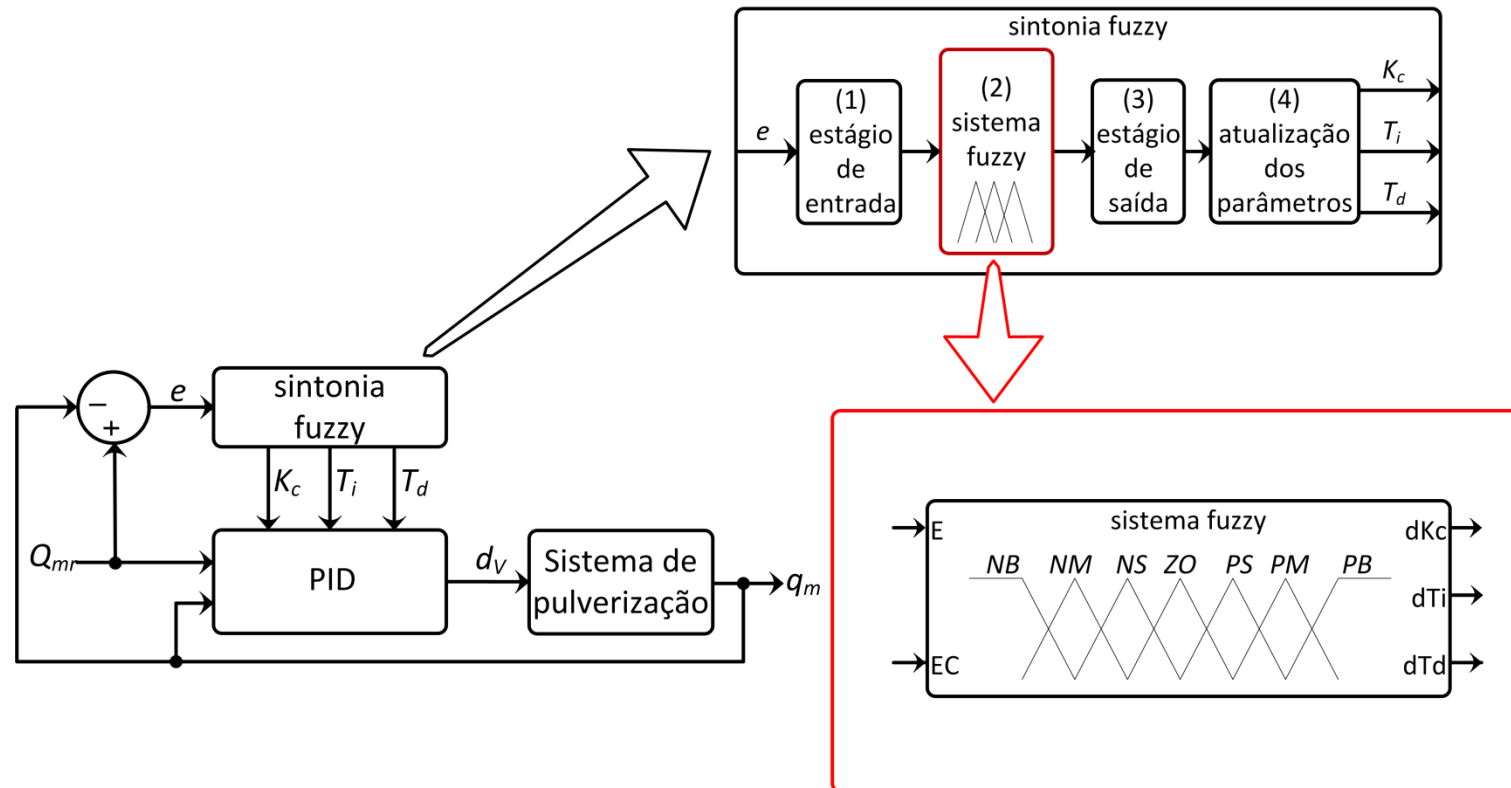 sintonia fuzzy
e
(1)
estágio
de
entrada
(2)
sistema
fuzzy
(3)
estágio
de
saída
(4)
atualização
dos
parâmetros
Kc
Ti
Td
−
+
e
sintonia
fuzzy
Kc
Ti
Td
Qmr
PID
dV
Sistema de
pulverização
qm
sistema fuzzy
E
EC
NB NM NS ZO PS PM PB
dKc
dTi
dTd